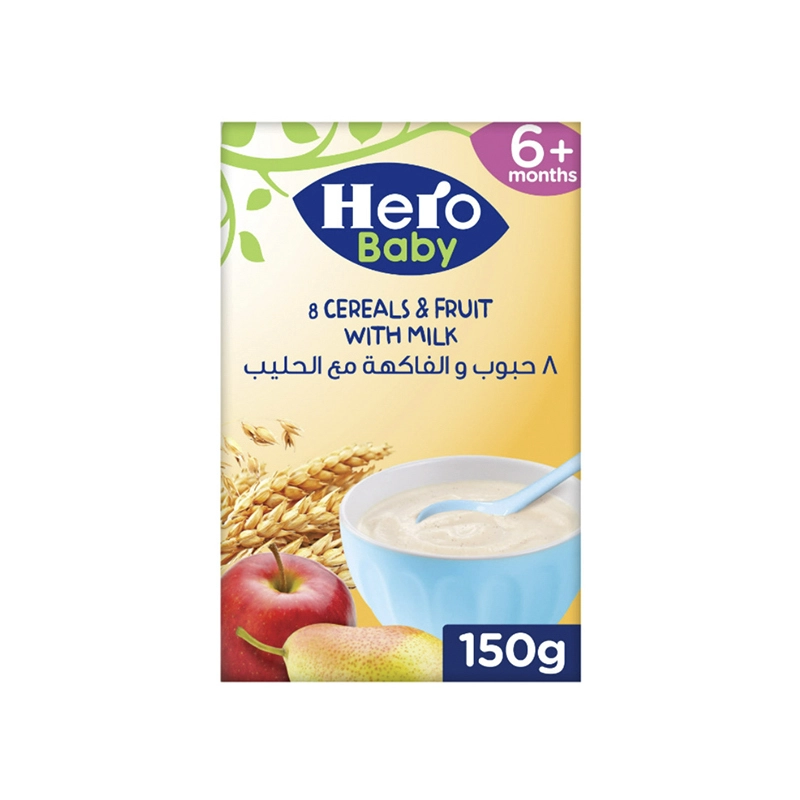 6+
months
Hero
Baby
8 CEREALS & FRUIT
WITH MILK
٨ حبوب و الفاكهة مع الحليب
150g